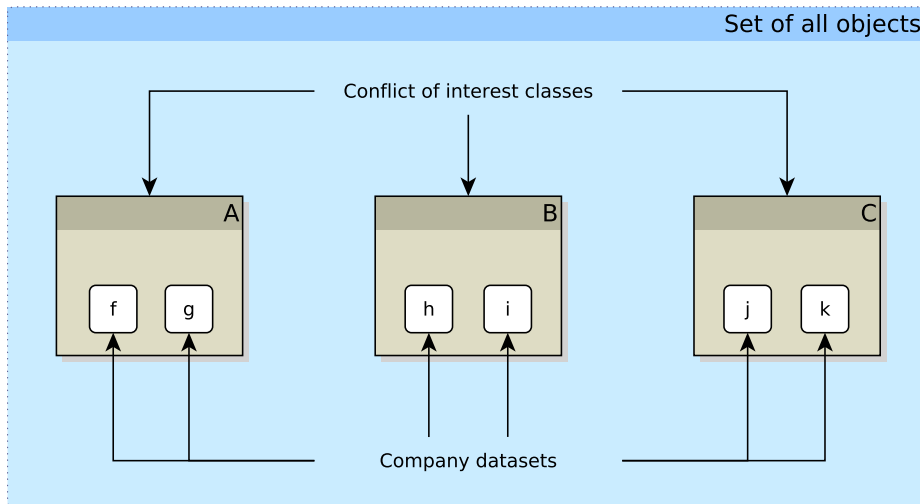 Set of all objects
Conflict of interest classes
A
B
C
f
g
h
i
j
k
Company datasets